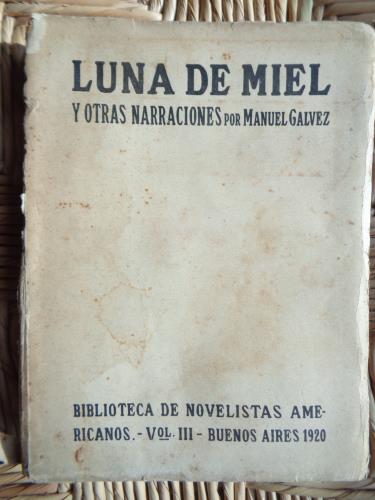 LUNA DE MIEL
Y OTRAS NARRACIONES POR MANUEL GALVEZ
BIBLIOTECA DE NOVELISTAS AME-
RICANOS.- VOL. III - BUENOS AIRES 1920